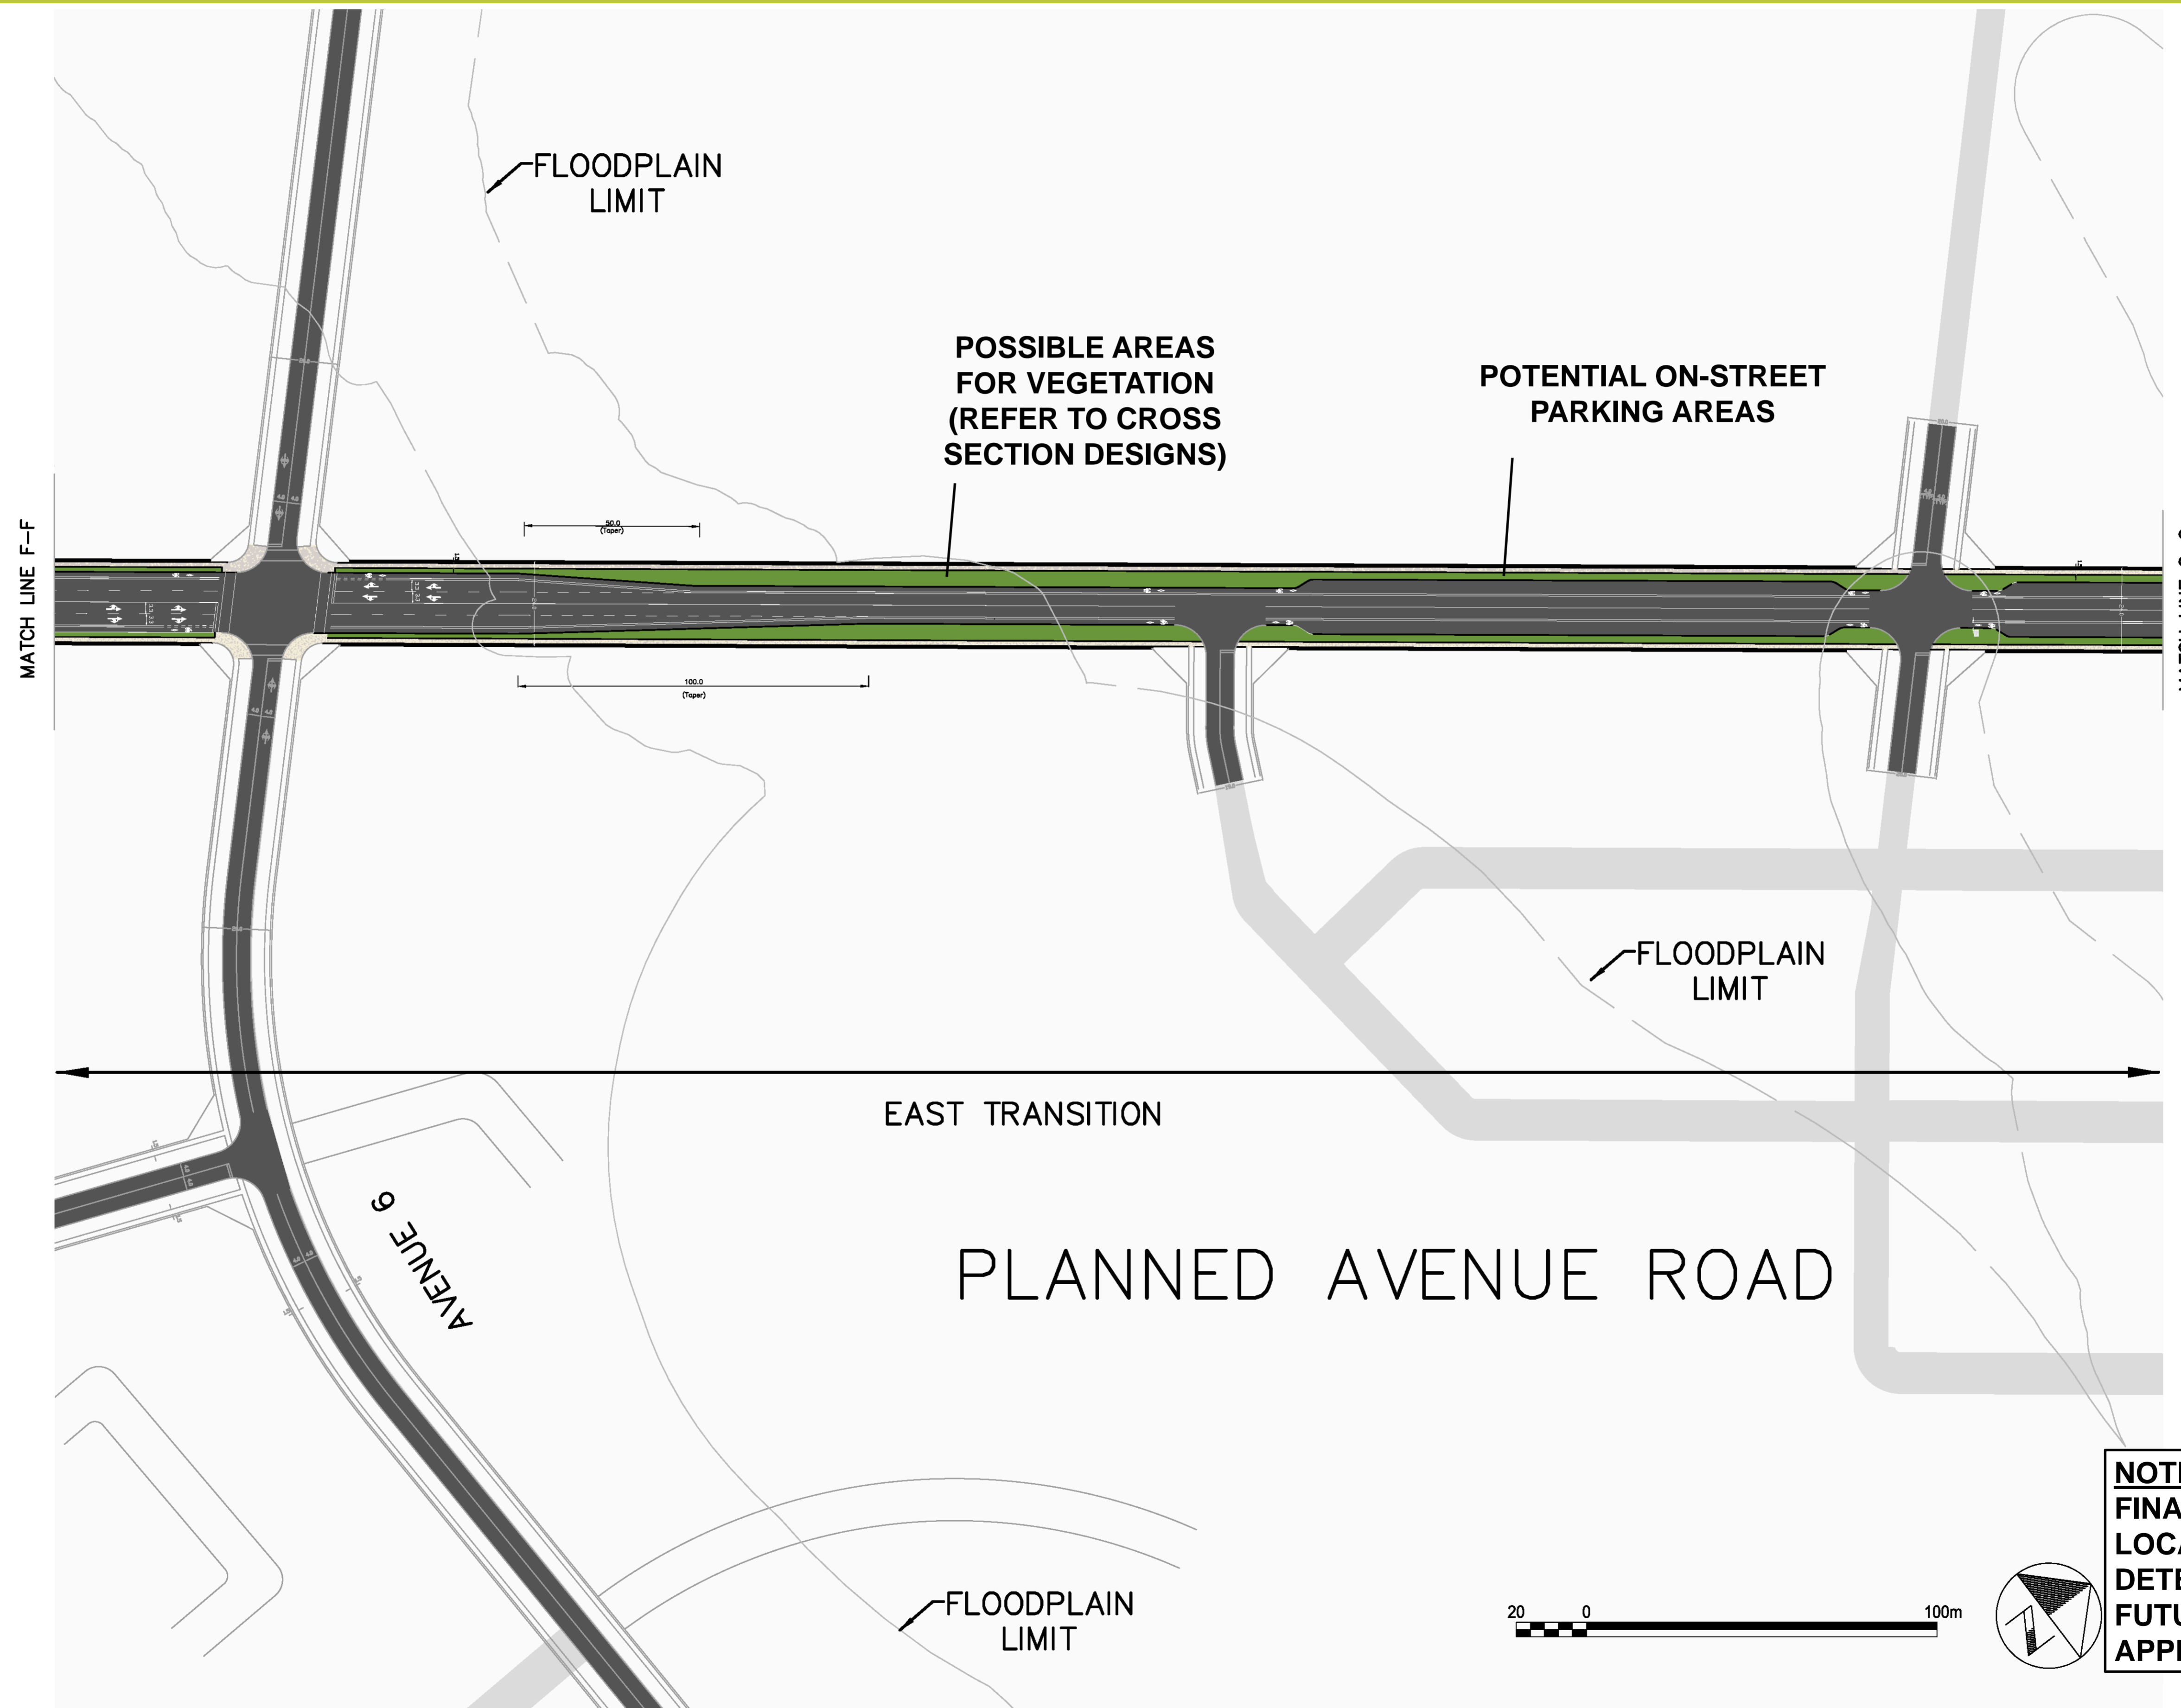 FLOODPLAIN
LIMIT
POSSIBLE AREAS
FOR VEGETATION
(REFER TO CROSS
SECTION DESIGNS)
POTENTIAL ON-STREET
PARKING AREAS
MATCH LINE F-F
50.0
(Taper)
100.0
(Taper)
FLOODPLAIN
LIMIT
EAST TRANSITION
AVENUE 6
PLANNED AVENUE ROAD
FLOODPLAIN
LIMIT
20 0 100m